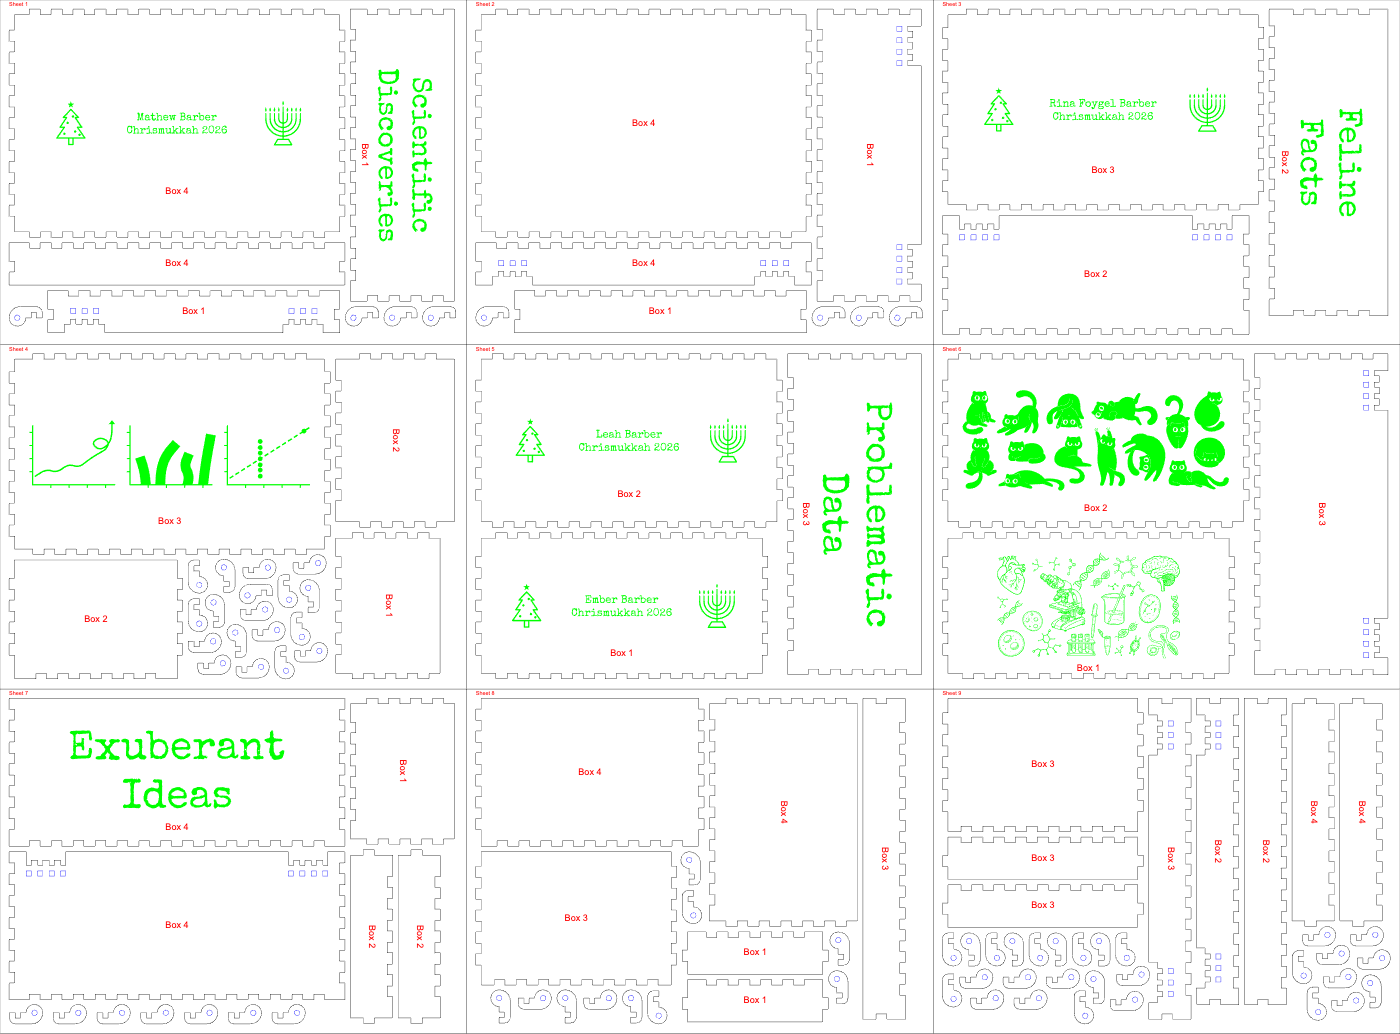 Sheet 1
Mathew Barber
Chrismukkah 2026
Box 4
Scientific
Discoveries
Box 1
Box 4
Box 1
Sheet 2
Box 4
Box 1
Box 4
Box 1
Sheet 3
Rina Foygel Barber
Chrismukkah 2026
Box 3
Feline
Facts
Box 2
Box 2
Sheet 4
Box 3
Box 2
Box 2
Box 1
Sheet 5
Leah Barber
Chrismukkah 2026
Box 2
Problematic
Data
Box 3
Ember Barber
Chrismukkah 2026
Box 1
Sheet 6
Box 2
Box 3
Box 1
Sheet 7
Exuberant
Ideas
Box 4
Box 1
Box 4
Box 2
Box 2
Sheet 8
Box 4
Box 4
Box 3
Box 3
Box 1
Box 1
Sheet 9
Box 3
Box 3
Box 3
Box 3
Box 2
Box 2
Box 4
Box 4